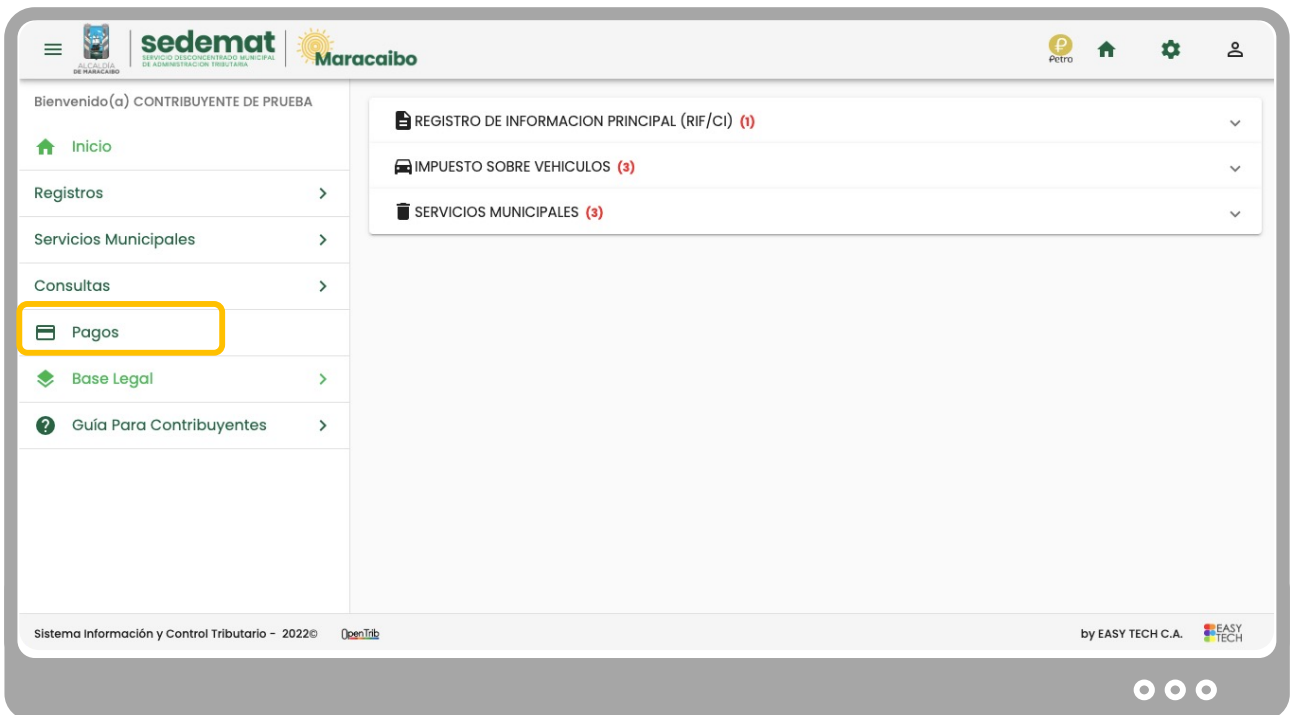 ALCALDÍA
DE MARACAIBO
sedemat
SERVICIO DESCONCENTRADO MUNICIPAL
DE ADMINISTRACION TRIBUTARIA
Maracaibo
Petro
Bienvenido(a) CONTRIBUYENTE DE PRUEBA
Inicio
Registros
Servicios Municipales
Consultas
Pagos
Base Legal
Guía Para Contribuyentes
REGISTRO DE INFORMACION PRINCIPAL (RIF/CI) (1)
IMPUESTO SOBRE VEHICULOS (3)
SERVICIOS MUNICIPALES (3)
Sistema Información y Control Tributario - 2022©
OpenTrib
by EASY TECH C.A.
EASY
TECH